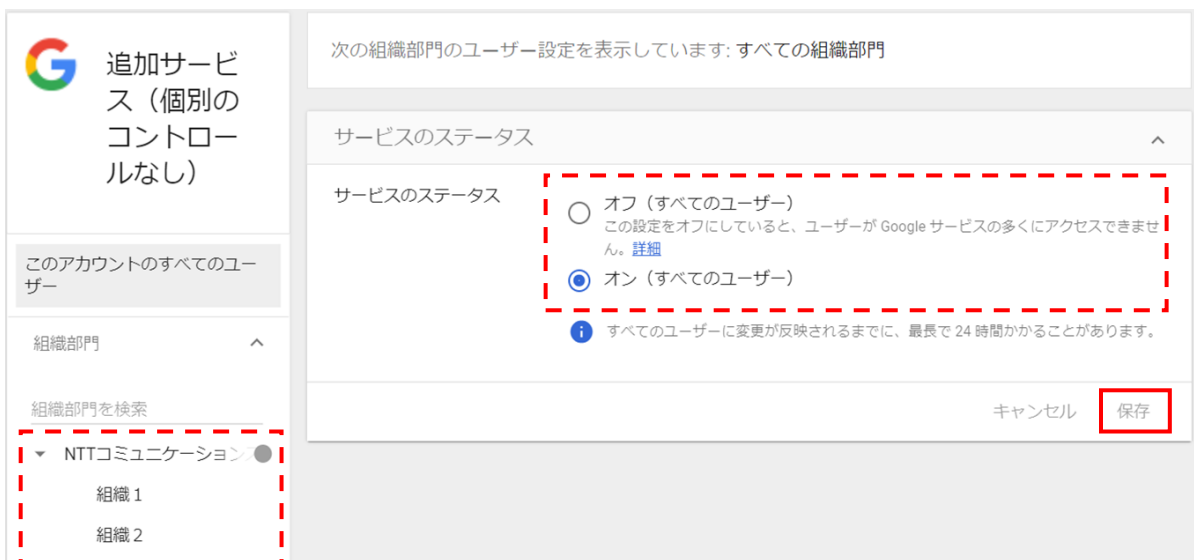 追加サービ
ス（個別の
コントロー
ルなし）
このアカウントのすべてのユー
ザー
組織部門
組織部門を検索
NTTコミュニケーション
組織1
組織2
次の組織部門のユーザー設定を表示しています: すべての組織部門
サービスのステータス
サービスのステータス
オフ（すべてのユーザー）
この設定をオフにしていると、ユーザーが Google サービスの多くにアクセスできませ
ん。詳細
オン（すべてのユーザー）
すべてのユーザーに変更が反映されるまでに、最長で 24 時間かかることがあります。
キャンセル
保存